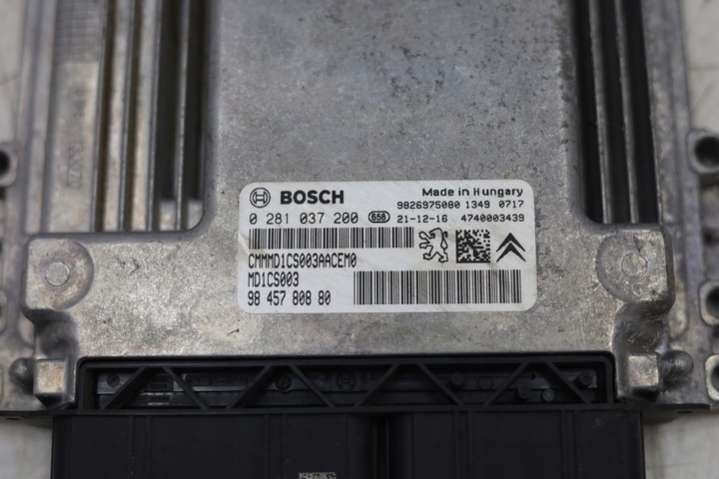 BOSCH Made in Hungary
9826975080 1349 0717
0 281 037 200 656 21-12-16 4740003439
CMMMD1CS003AACEM0
MD1CS003
98 457 808 80